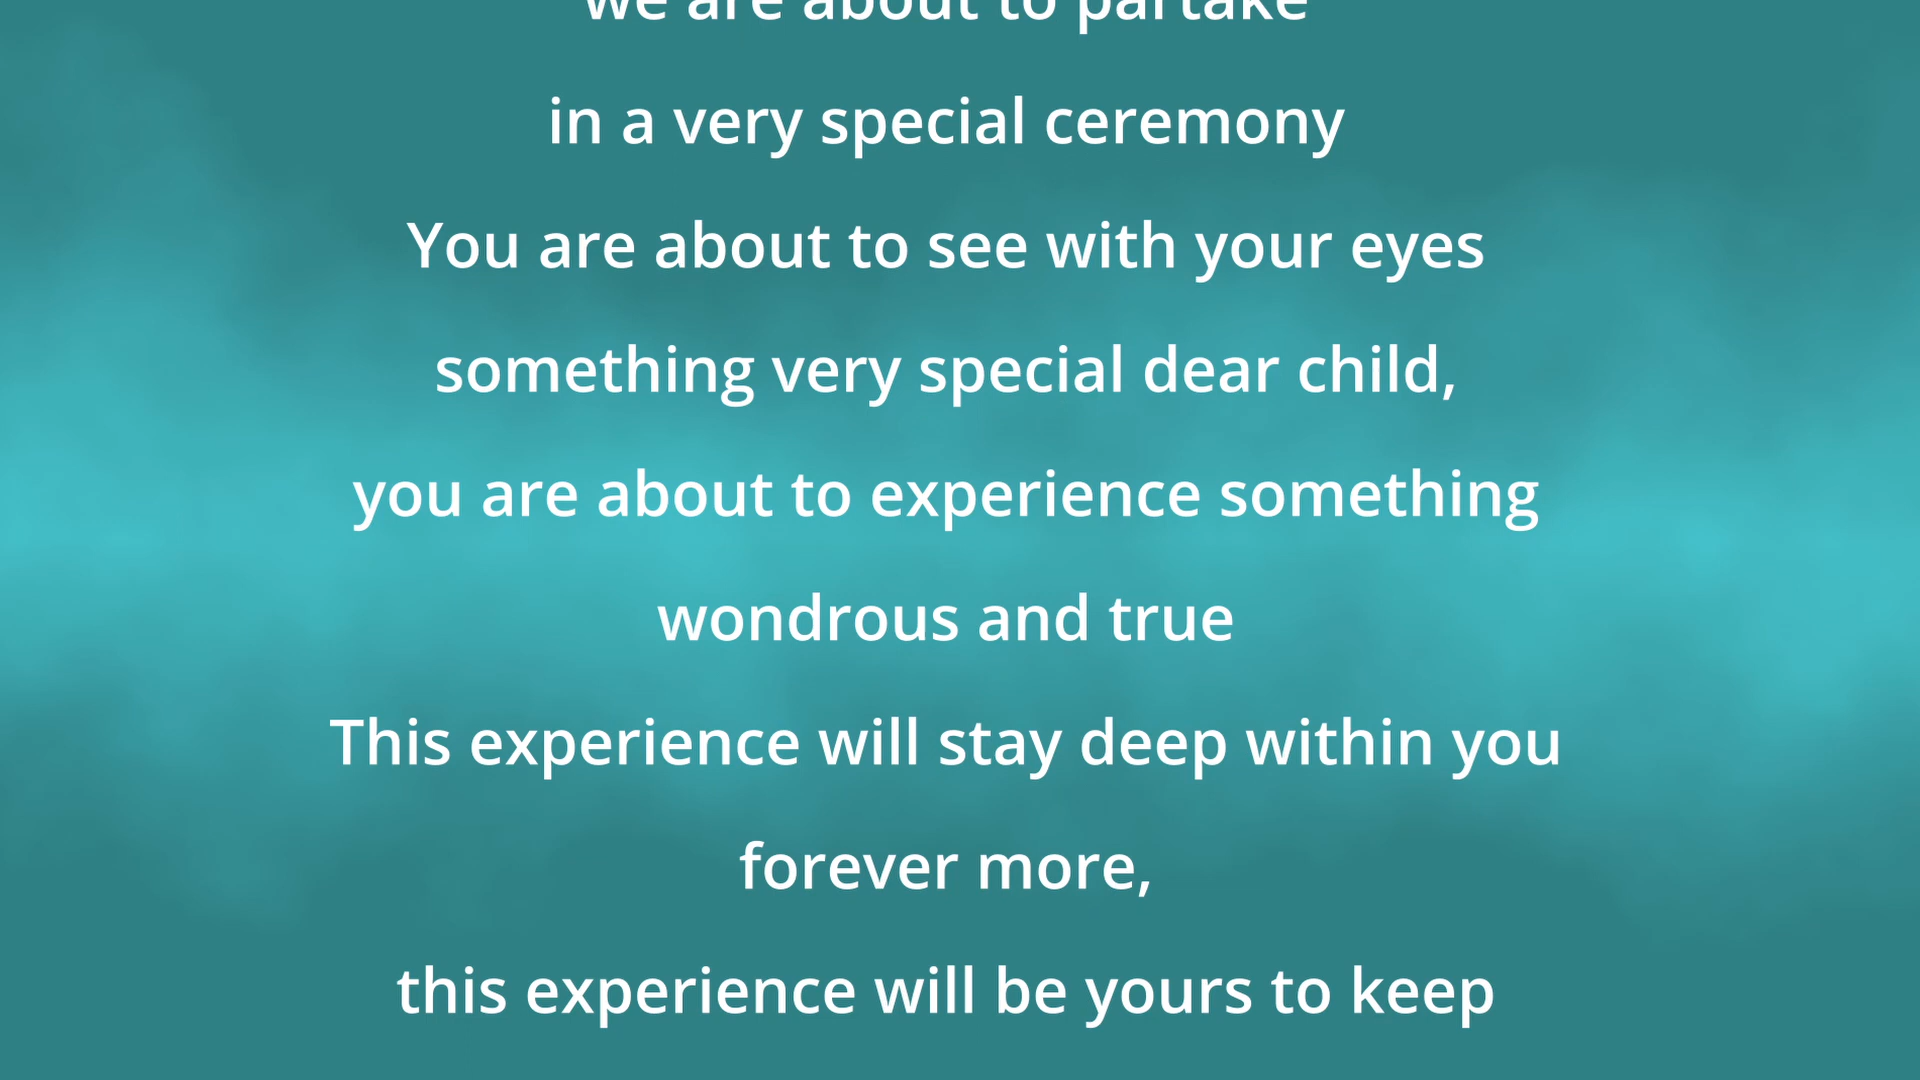 we are about to partake
in a very special ceremony
You are about to see with your eyes
something very special dear child,
you are about to experience something
wondrous and true
This experience will stay deep within you
forever more,
this experience will be yours to keep